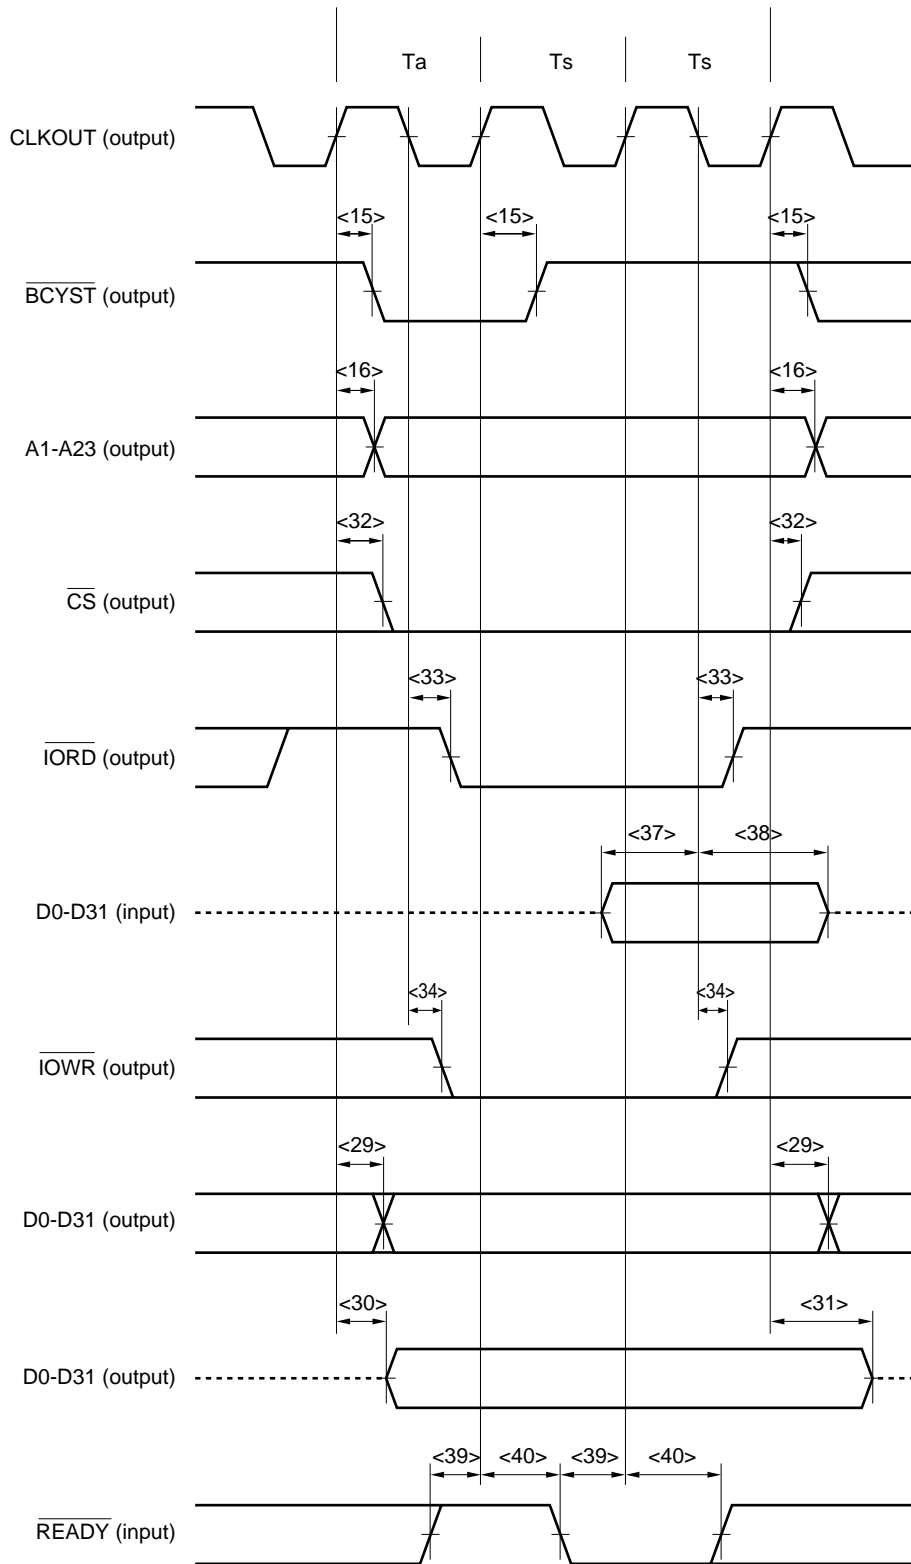 Ta Ts Ts
CLKOUT (output)
<15> <15> <15>
BCYST (output)
<16> <16>
A1-A23 (output)
<32> <32>
CS (output)
<33> <33>
IORD (output)
<37> <38>
D0-D31 (input)
<34> <34>
IOWR (output)
<29> <29>
D0-D31 (output)
<30> <31>
D0-D31 (output)
<39> <40> <39> <40>
READY (input)